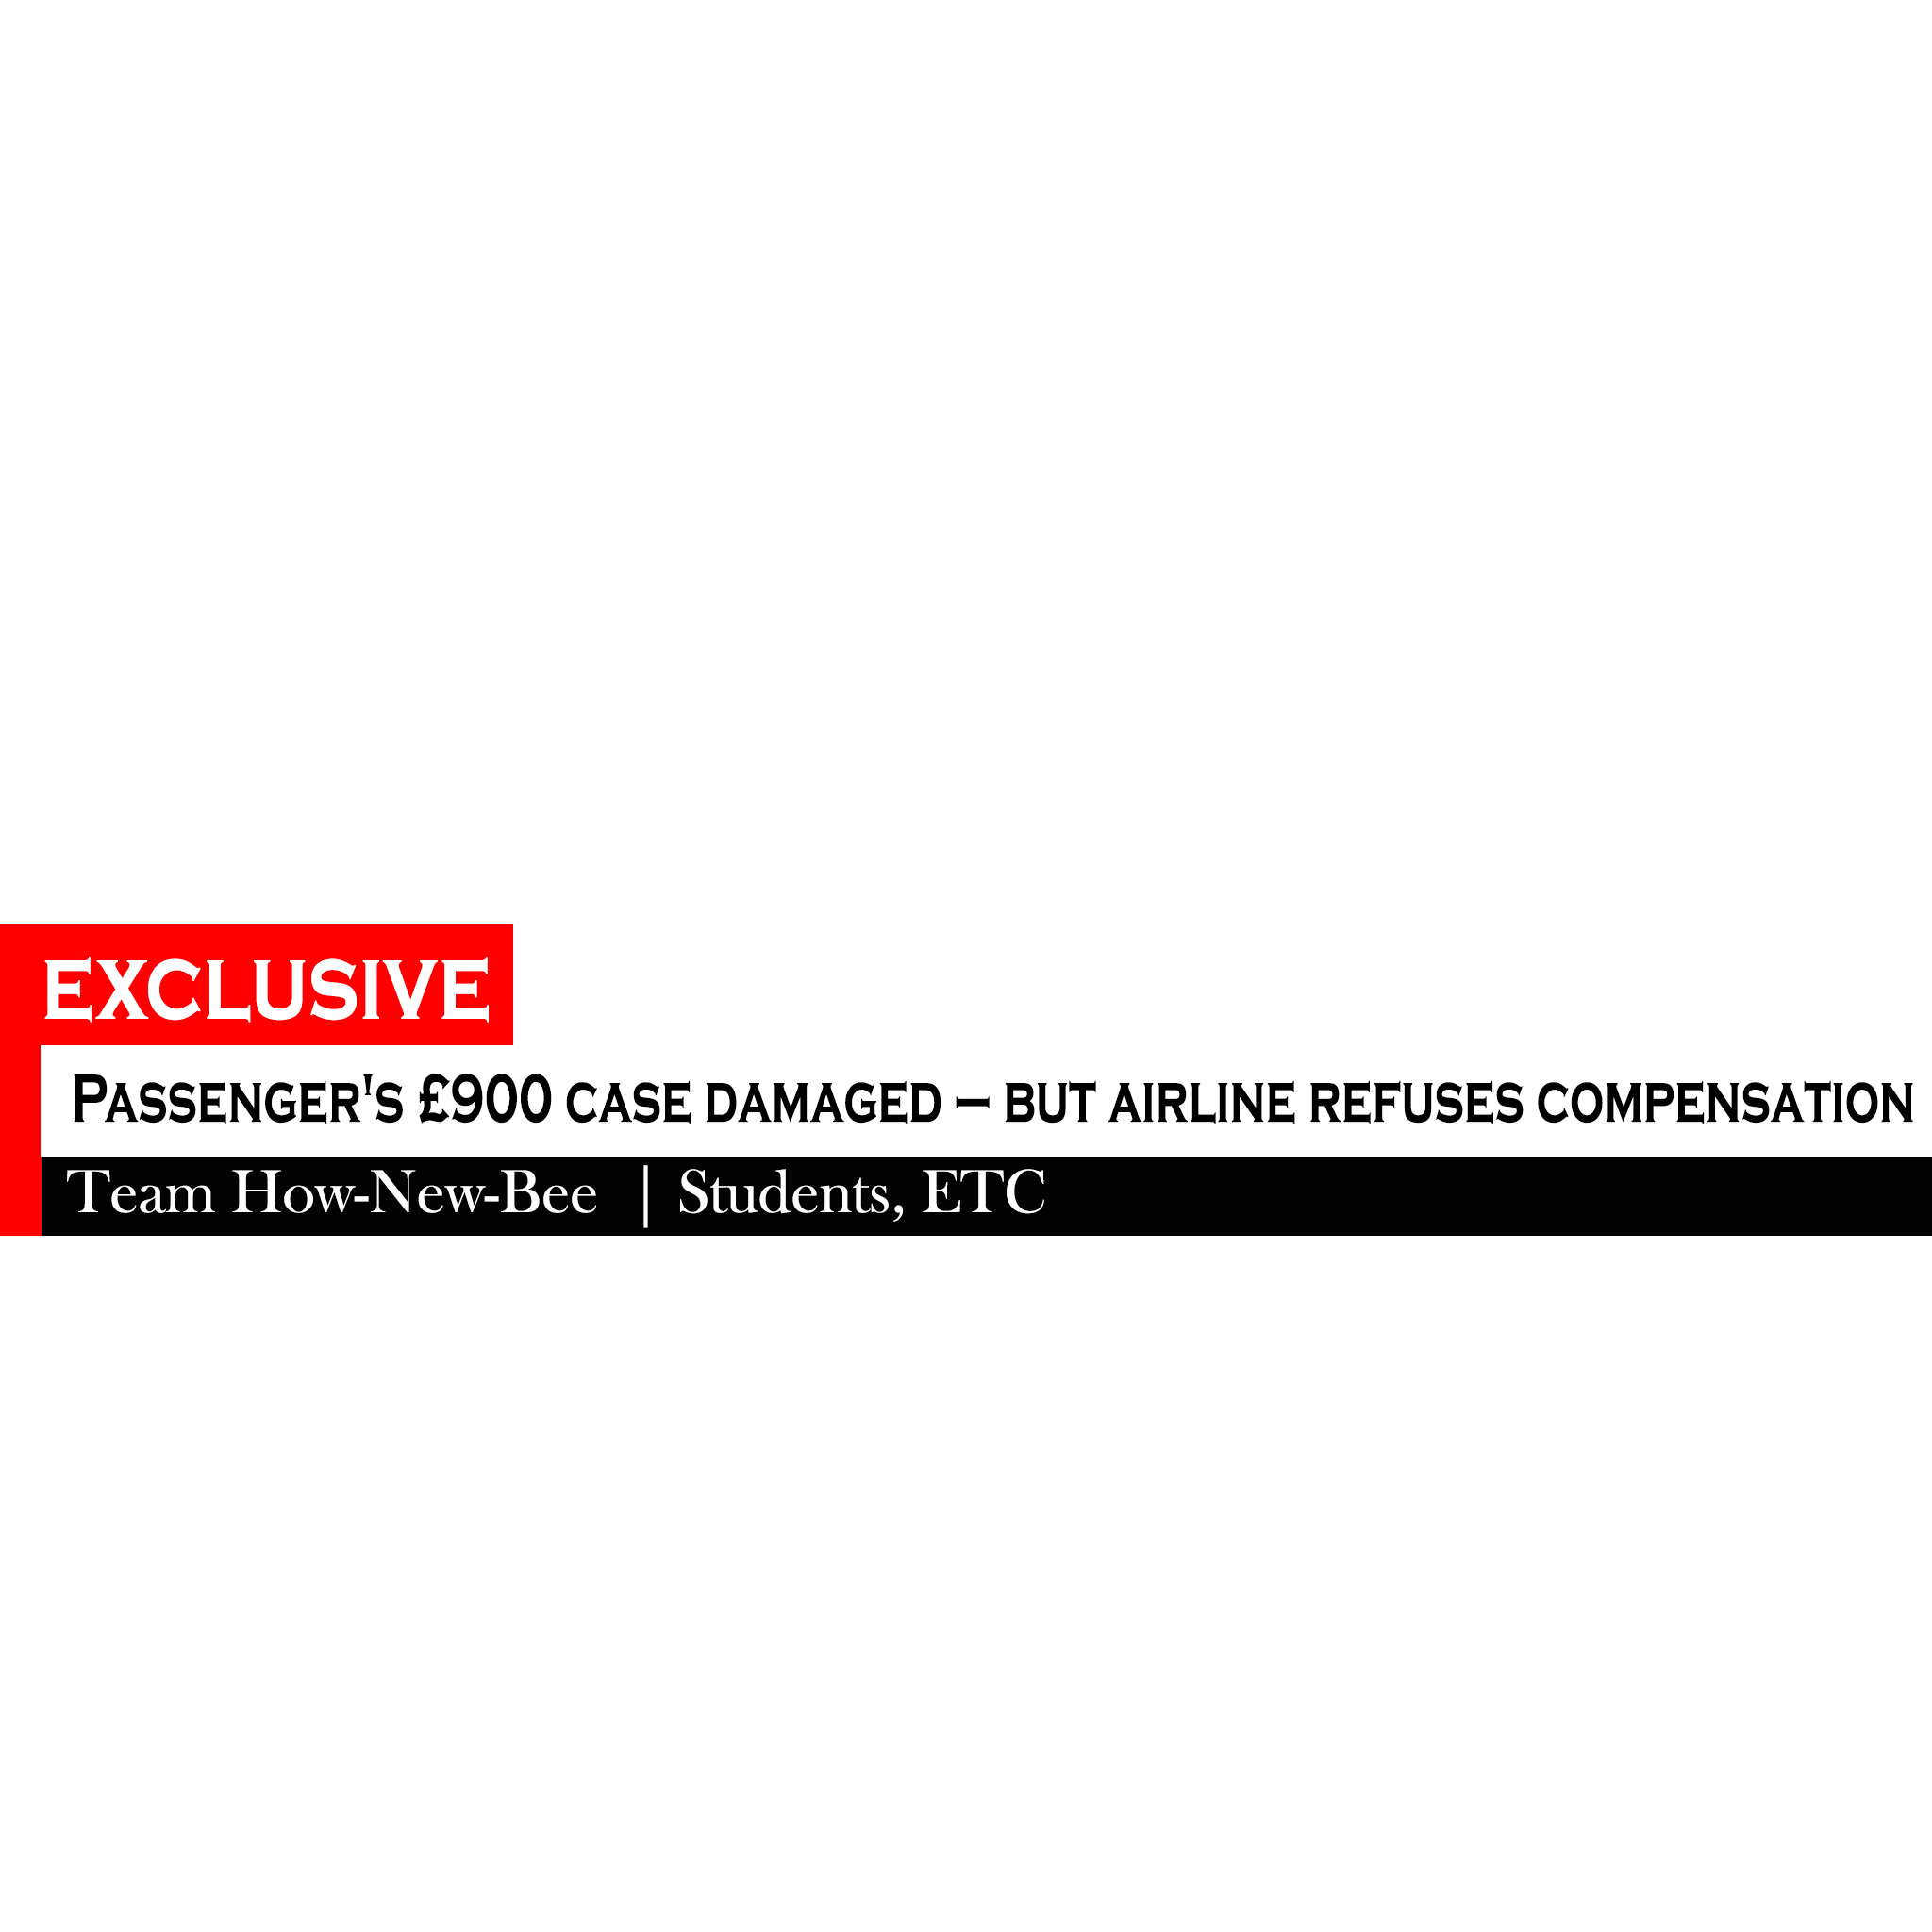 EXCLUSIVE
Passenger's £900 case damaged – but airline refuses compensation
Team How-New-Bee | Students, ETC